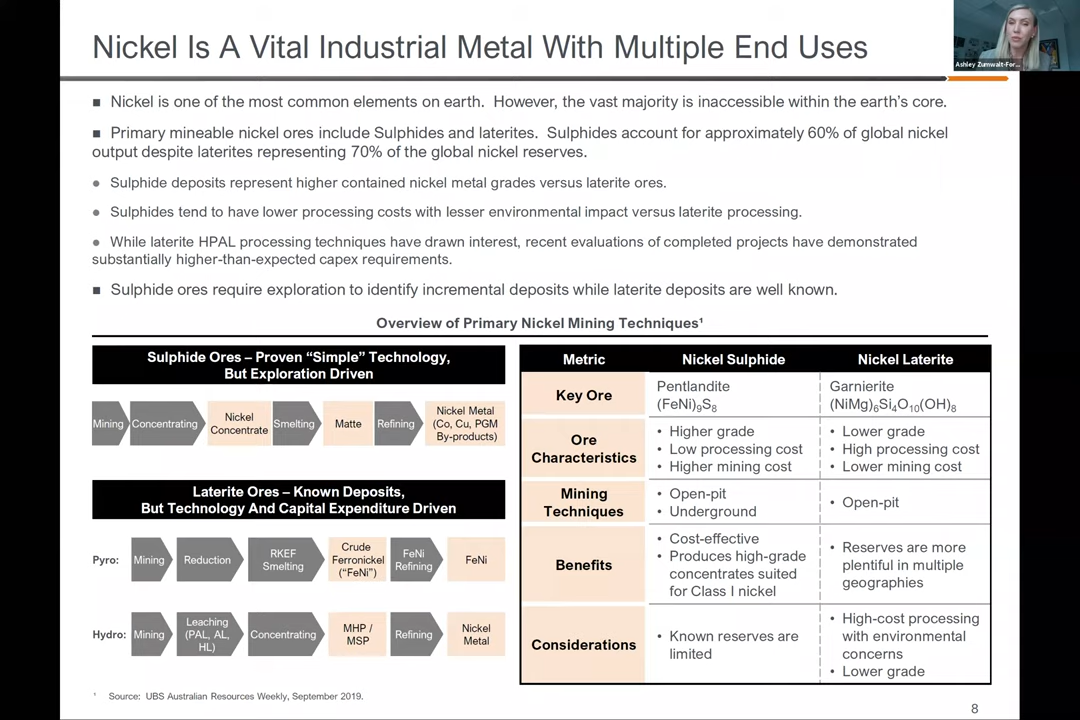 Nickel Is A Vital Industrial Metal With Multiple End Uses
Ashley Zumwalt-For...
■ Nickel is one of the most common elements on earth. However, the vast majority is inaccessible within the earth's core.
■ Primary mineable nickel ores include Sulphides and laterites. Sulphides account for approximately 60% of global nickel
output despite laterites representing 70% of the global nickel reserves.
● Sulphide deposits represent higher contained nickel metal grades versus laterite ores.
● Sulphides tend to have lower processing costs with lesser environmental impact versus laterite processing.
● While laterite HPAL processing techniques have drawn interest, recent evaluations of completed projects have demonstrated
substantially higher-than-expected capex requirements.
■ Sulphide ores require exploration to identify incremental deposits while laterite deposits are well known.
Overview of Primary Nickel Mining Techniques¹
Sulphide Ores – Proven “Simple” Technology,
But Exploration Driven
Mining
Concentrating
Nickel
Concentrate
Smelting
Matte
Refining
Nickel Metal
(Co, Cu, PGM
By-products)
Laterite Ores – Known Deposits,
But Technology And Capital Expenditure Driven
Pyro:
Mining
Reduction
RKEF
Smelting
Crude
Ferronickel
(“FeNi”)
FeNi
Refining
FeNi
Hydro:
Mining
Leaching
(PAL, AL,
HL)
Concentrating
MHP /
MSP
Refining
Nickel
Metal
Metric
Nickel Sulphide
Nickel Laterite
Key Ore
Pentlandite
(FeNi)₉S₈
Garnierite
(NiMg)₆Si₄O₁₀(OH)₈
Ore
Characteristics
• Higher grade
• Low processing cost
• Higher mining cost
• Lower grade
• High processing cost
• Lower mining cost
Mining
Techniques
• Open-pit
• Underground
• Open-pit
Benefits
• Cost-effective
• Produces high-grade
concentrates suited
for Class I nickel
• Reserves are more
plentiful in multiple
geographies
Considerations
• Known reserves are
limited
• High-cost processing
with environmental
concerns
• Lower grade
¹ Source: UBS Australian Resources Weekly, September 2019.
8